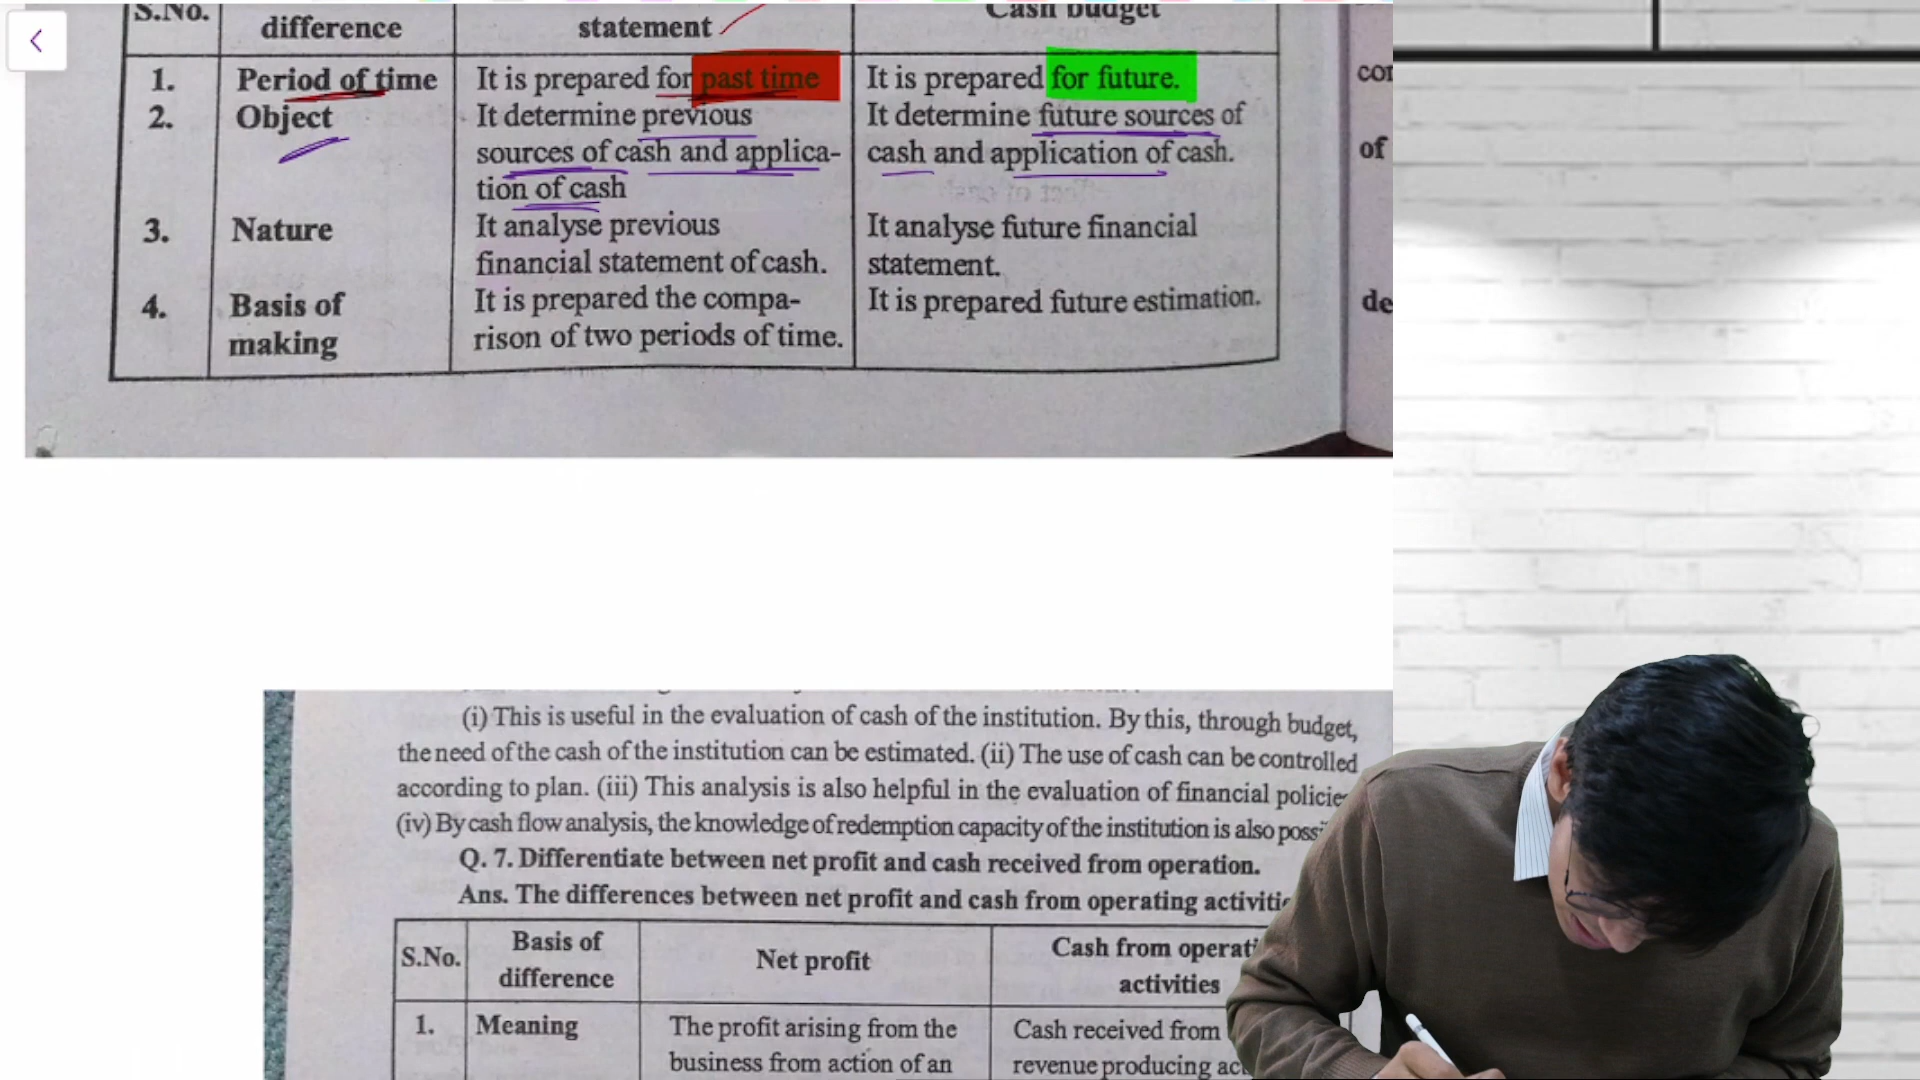 S.No.
difference
statement
Cash budget
1.
Period of time
It is prepared for past time
It is prepared for future.
2.
Object
It determine previous
sources of cash and applica-
tion of cash
It determine future sources of
cash and application of cash.
3.
Nature
It analyse previous
financial statement of cash.
It analyse future financial
statement.
4.
Basis of
making
It is prepared the compa-
rison of two periods of time.
It is prepared future estimation.
of
de
(i) This is useful in the evaluation of cash of the institution. By this, through budget,
the need of the cash of the institution can be estimated. (ii) The use of cash can be controlled
according to plan. (iii) This analysis is also helpful in the evaluation of financial policie
(iv) By cash flow analysis, the knowledge of redemption capacity of the institution is also poss
Q. 7. Differentiate between net profit and cash received from operation.
Ans. The differences between net profit and cash from operating activitie
S.No.
Basis of
difference
Net profit
Cash from operati
activities
1.
Meaning
The profit arising from the
business from action of an
Cash received from
revenue producing ac